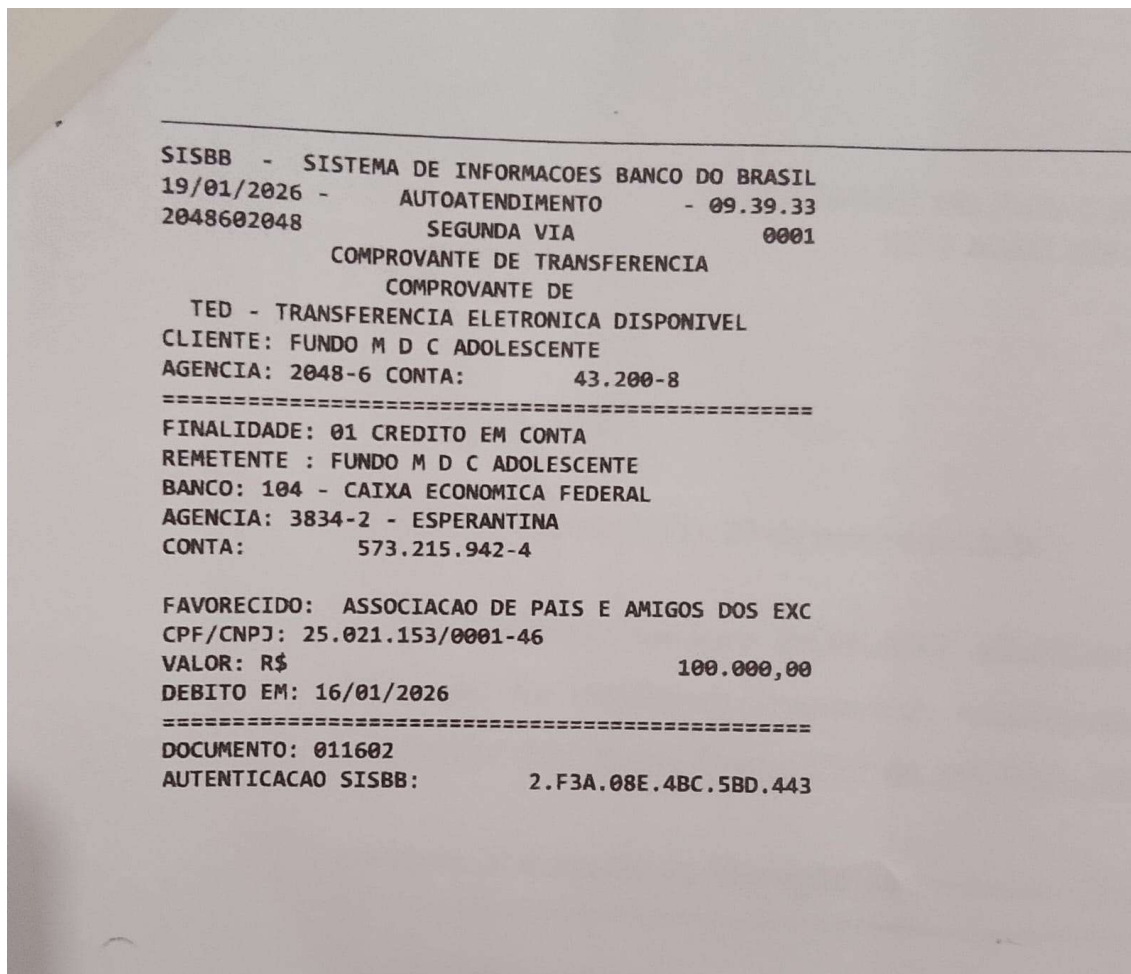 SISBB - SISTEMA DE INFORMACOES BANCO DO BRASIL
19/01/2026 - AUTOATENDIMENTO - 09.39.33
2048602048 SEGUNDA VIA 0001
COMPROVANTE DE TRANSFERENCIA
COMPROVANTE DE
TED - TRANSFERENCIA ELETRONICA DISPONIVEL
CLIENTE: FUNDO M D C ADOLESCENTE
AGENCIA: 2048-6 CONTA: 43.200-8
================================================
FINALIDADE: 01 CREDITO EM CONTA
REMETENTE : FUNDO M D C ADOLESCENTE
BANCO: 104 - CAIXA ECONOMICA FEDERAL
AGENCIA: 3834-2 - ESPERANTINA
CONTA: 573.215.942-4
FAVORECIDO: ASSOCIACAO DE PAIS E AMIGOS DOS EXC
CPF/CNPJ: 25.021.153/0001-46
VALOR: R$ 100.000,00
DEBITO EM: 16/01/2026
================================================
DOCUMENTO: 011602
AUTENTICACAO SISBB: 2.F3A.08E.4BC.5BD.443